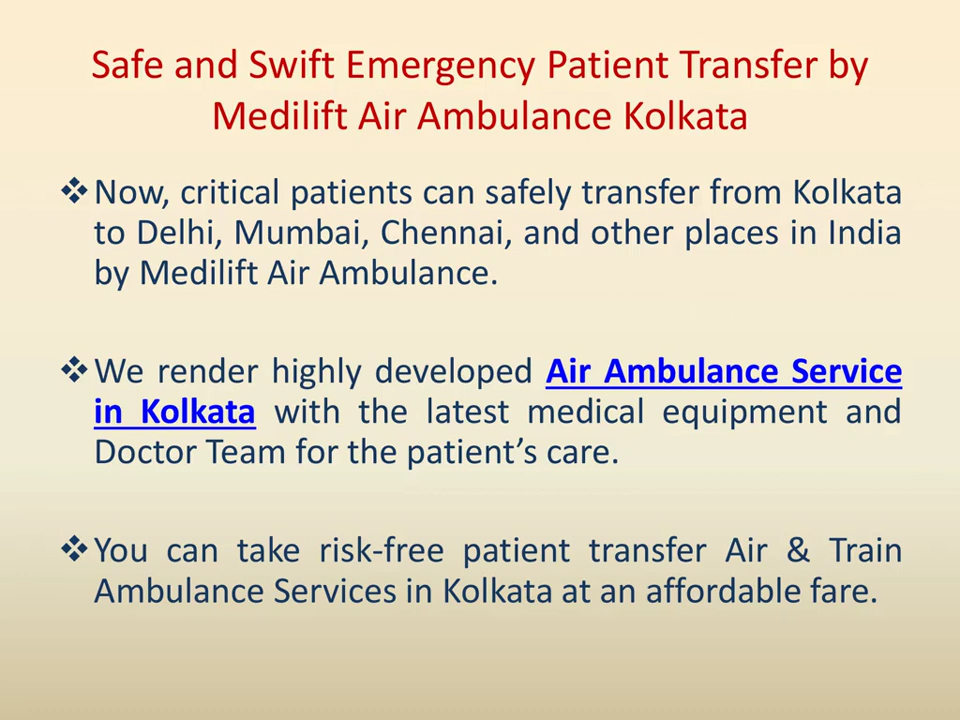 Safe and Swift Emergency Patient Transfer by
Medilift Air Ambulance Kolkata
❖Now, critical patients can safely transfer from Kolkata
to Delhi, Mumbai, Chennai, and other places in India
by Medilift Air Ambulance.
❖We render highly developed Air Ambulance Service
in Kolkata with the latest medical equipment and
Doctor Team for the patient’s care.
❖You can take risk-free patient transfer Air & Train
Ambulance Services in Kolkata at an affordable fare.